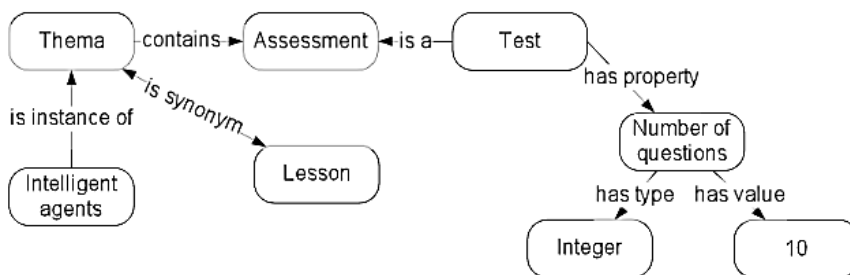 Thema
contains
Assessment
is a
Test
has property
is synonym
is instance of
Number of
questions
Intelligent
agents
Lesson
has type
has value
Integer
10